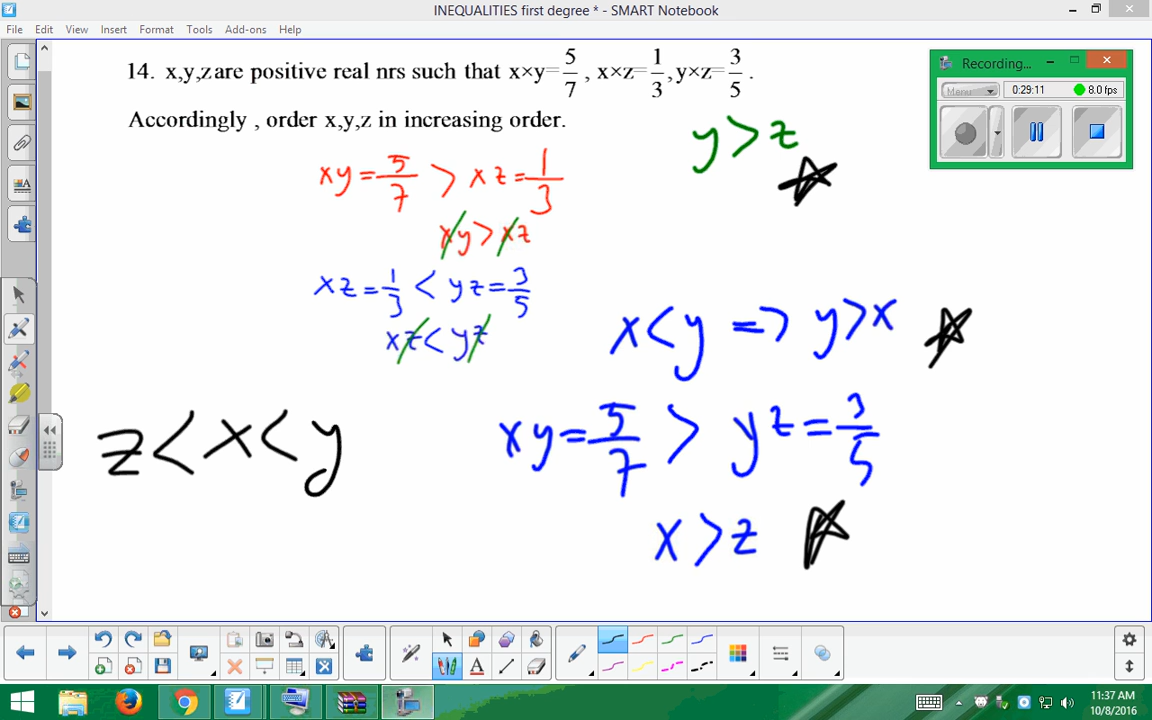 INEQUALITIES first degree * - SMART Notebook
File Edit View Insert Format Tools Add-ons Help
14. x,y,z are positive real nrs such that x×y=5/7 , x×z=1/3 ,y×z=3/5 .
Accordingly , order x,y,z in increasing order.
Recording...
Menu
0:29:11
8.0 fps
y>z
xy=5/7 > xz=1/3
xy>xz
xz=1/3 < yz=3/5
xz<yz
x<y => y>x
z<x<y
xy=5/7 > yz=3/5
x>z
11:37 AM
10/8/2016